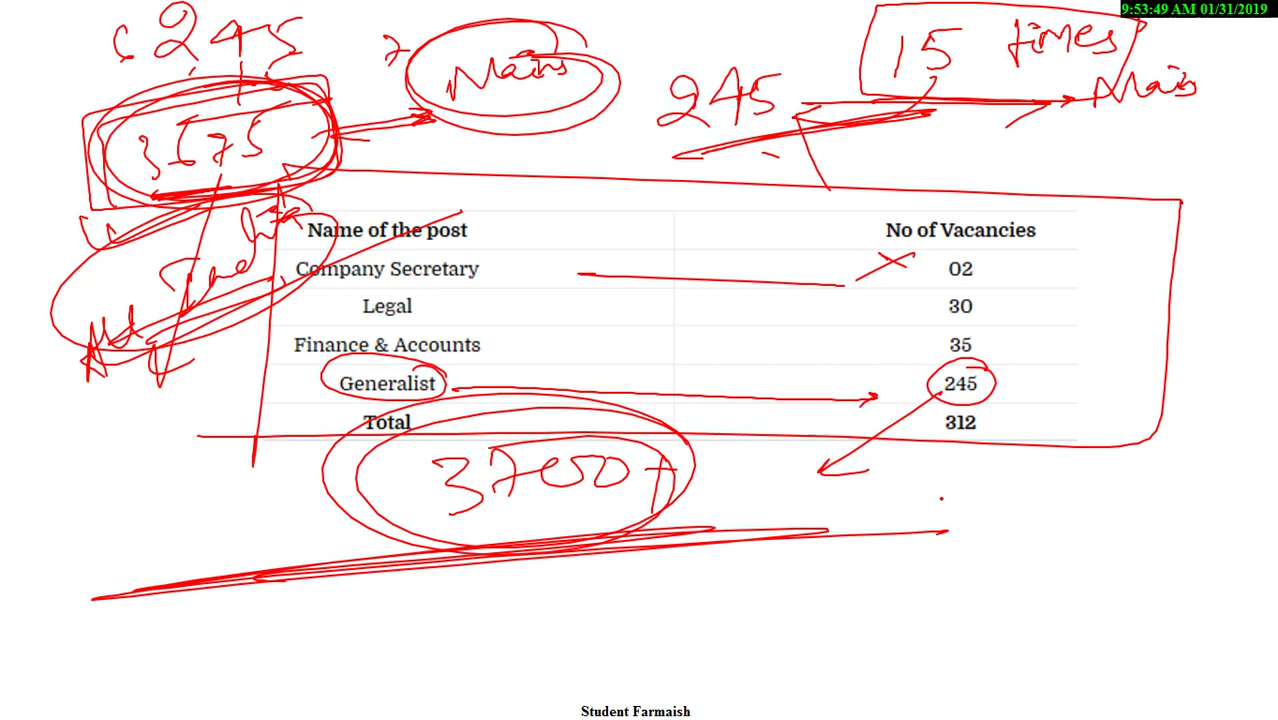 9:53:49 AM 01/31/2019
245
Mains
15 times
245
Mains
3675
Name of the post No of Vacancies
Company Secretary 02
Legal 30
Finance & Accounts 35
Generalist 245
Total 312
Student Farmaish